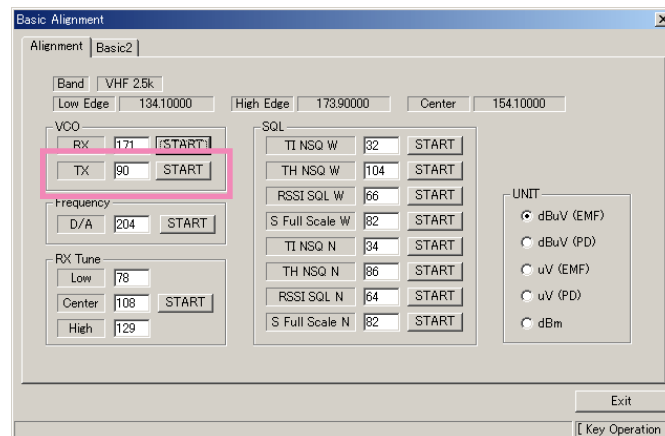 Basic Alignment
Alignment Basic2
Band VHF 2.5k
Low Edge 134.10000 High Edge 173.90000 Center 154.10000
VCO
RX 171 (START)
TX 90 START
Frequency
D/A 204 START
RX Tune
Low 78
Center 108 START
High 129
SQL
TI NSQ W 32 START
TH NSQ W 104 START
RSSI SQL W 66 START
S Full Scale W 82 START
TI NSQ N 34 START
TH NSQ N 86 START
RSSI SQL N 64 START
S Full Scale N 82 START
UNIT
dBuV (EMF)
dBuV (PD)
uV (EMF)
uV (PD)
dBm
Exit
[ Key Operation